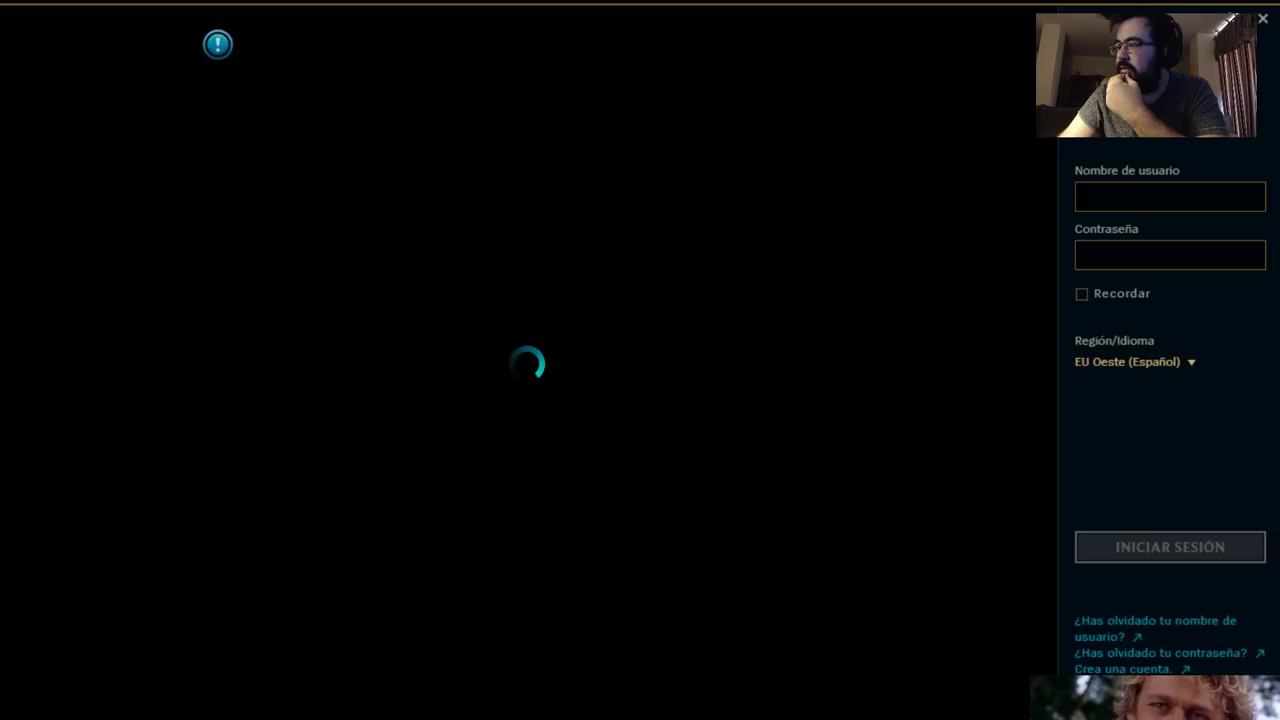 Nombre de usuario
Contraseña
Recordar
Región/Idioma
EU Oeste (Español)
INICIAR SESIÓN
¿Has olvidado tu nombre de
usuario?
¿Has olvidado tu contraseña?
Crea una cuenta.